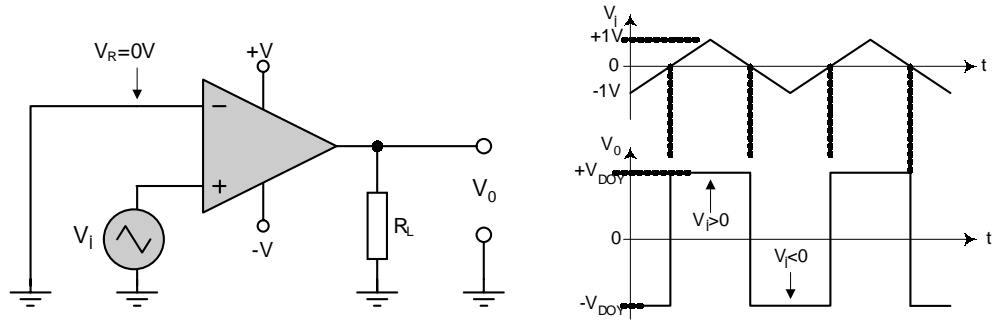 V_R=0V
+V
−
+
-V
V_i
R_L
V_0
V_i
+1V
0
-1V
t
V_0
+V_DOY
V_i>0
0
t
V_i<0
-V_DOY